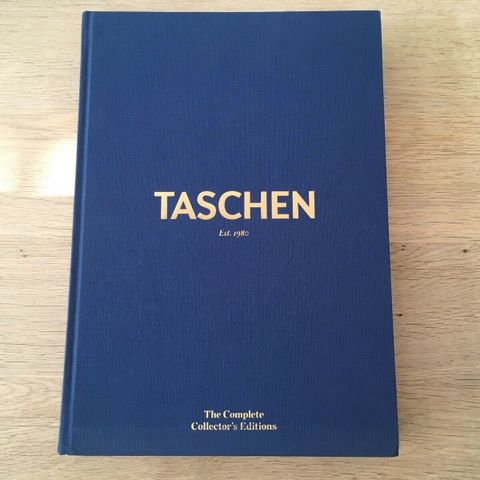 TASCHEN
Est. 1980
The Complete
Collector's Editions